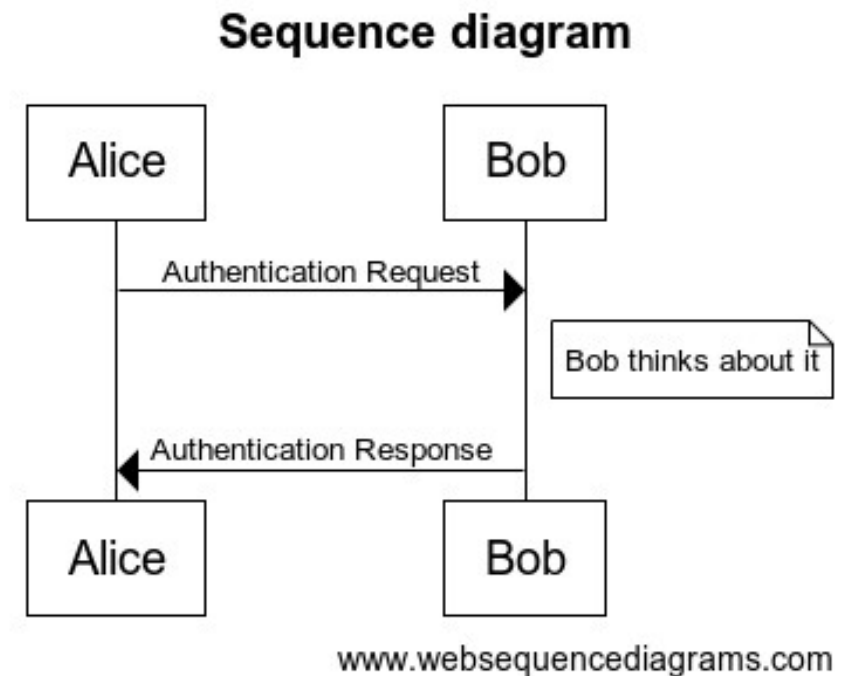 Sequence diagram
Alice
Bob
Authentication Request
Bob thinks about it
Authentication Response
Alice
Bob
www.websequencediagrams.com